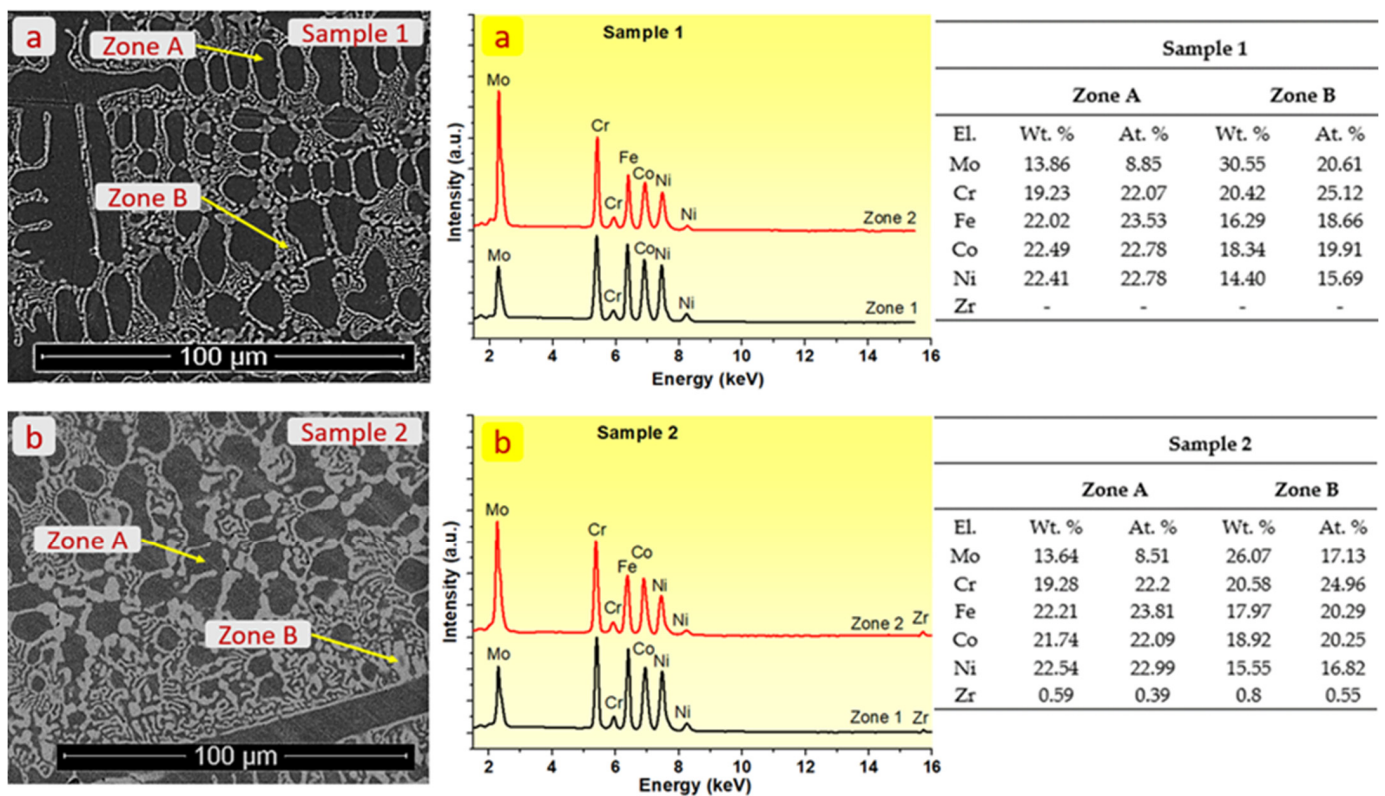 a
Sample 1
Zone A
Zone B
100 µm
a
Sample 1
Mo
Cr
Cr
Fe
Co
Ni
Ni
Zone 2
Mo
Cr
Co
Ni
Ni
Zone 1
Intensity (a.u.)
2 4 6 8 10 12 14 16
Energy (keV)
Sample 1
Zone A Zone B
El. Wt. % At. % Wt. % At. %
Mo 13.86 8.85 30.55 20.61
Cr 19.23 22.07 20.42 25.12
Fe 22.02 23.53 16.29 18.66
Co 22.49 22.78 18.34 19.91
Ni 22.41 22.78 14.40 15.69
Zr - - - -
b
Sample 2
Zone A
Zone B
100 µm
b
Sample 2
Mo
Cr
Cr
Fe
Co
Ni
Ni
Zone 2 Zr
Mo
Cr
Co
Ni
Ni
Zone 1 Zr
Intensity (a.u.)
2 4 6 8 10 12 14 16
Energy (keV)
Sample 2
Zone A Zone B
El. Wt. % At. % Wt. % At. %
Mo 13.64 8.51 26.07 17.13
Cr 19.28 22.2 20.58 24.96
Fe 22.21 23.81 17.97 20.29
Co 21.74 22.09 18.92 20.25
Ni 22.54 22.99 15.55 16.82
Zr 0.59 0.39 0.8 0.55